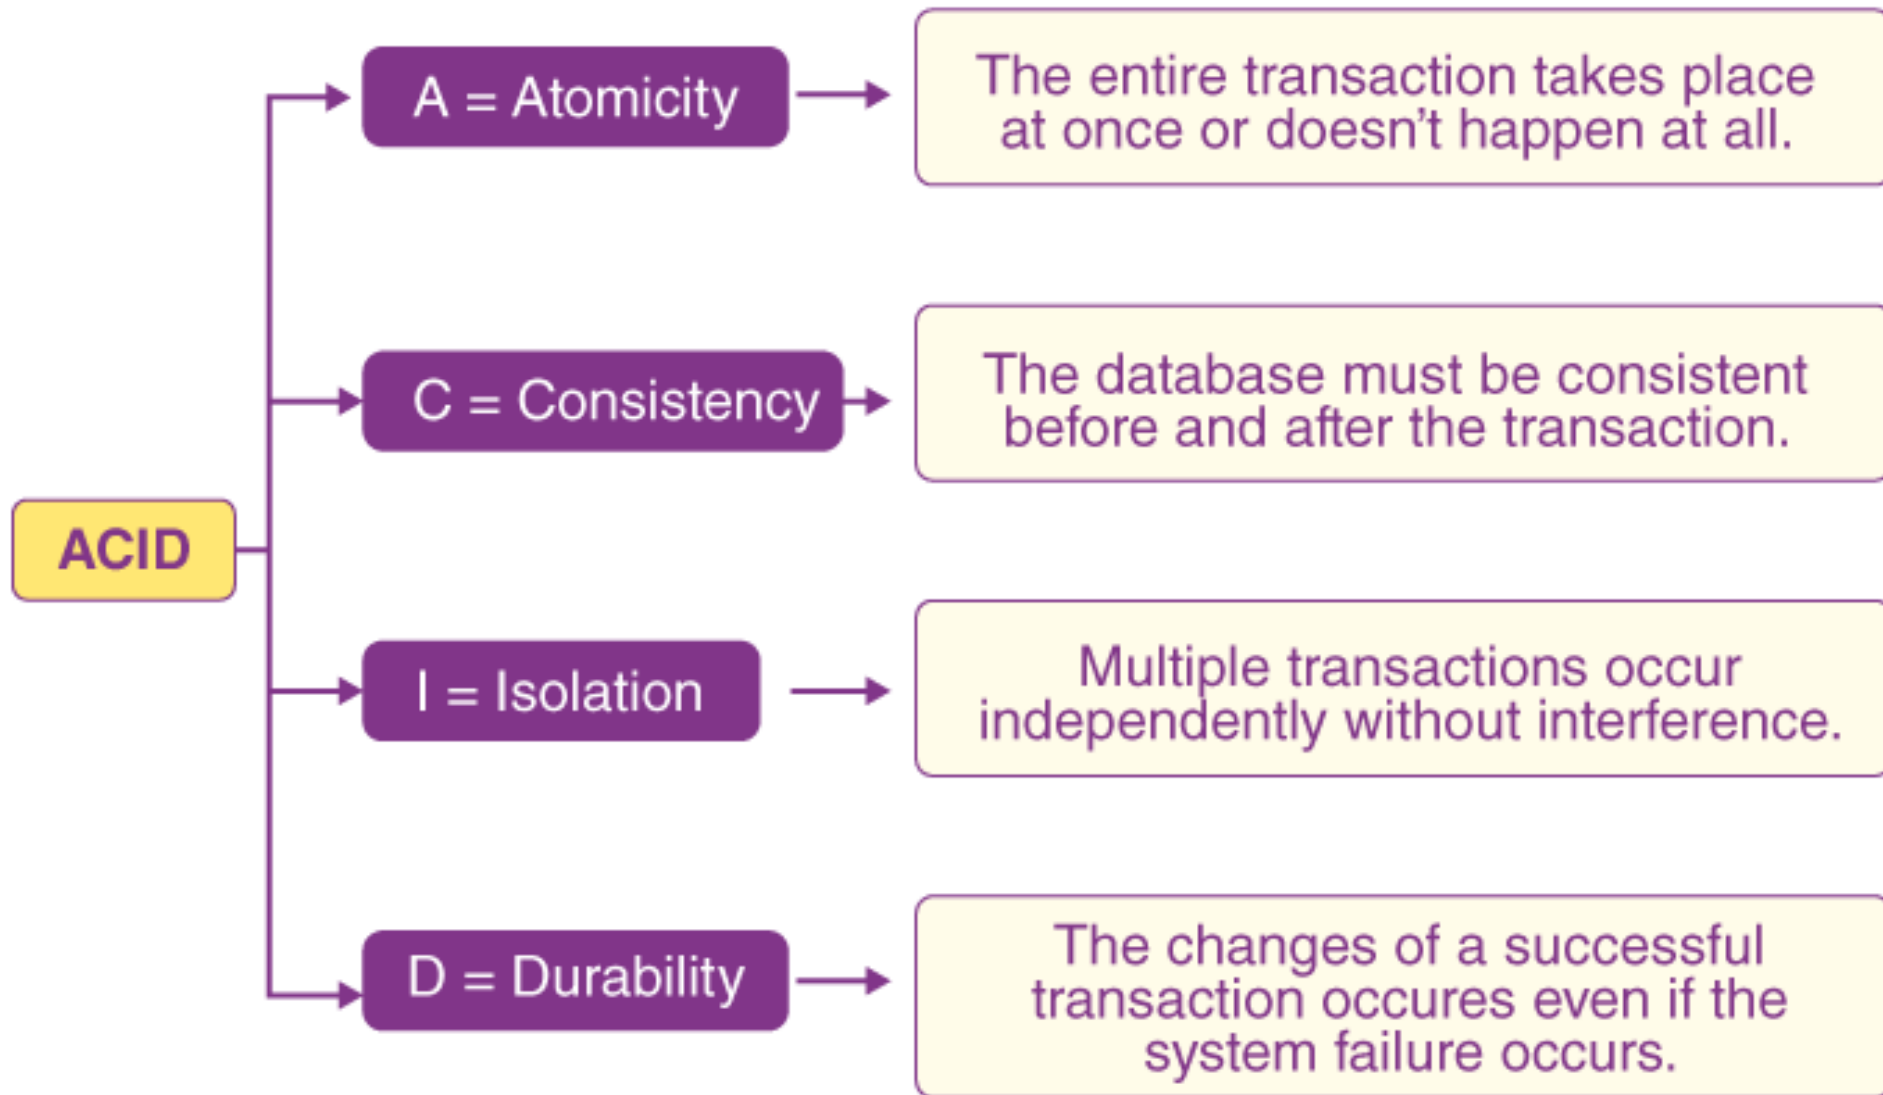 A = Atomicity
The entire transaction takes place
at once or doesn’t happen at all.
C = Consistency
The database must be consistent
before and after the transaction.
ACID
I = Isolation
Multiple transactions occur
independently without interference.
D = Durability
The changes of a successful
transaction occures even if the
system failure occurs.